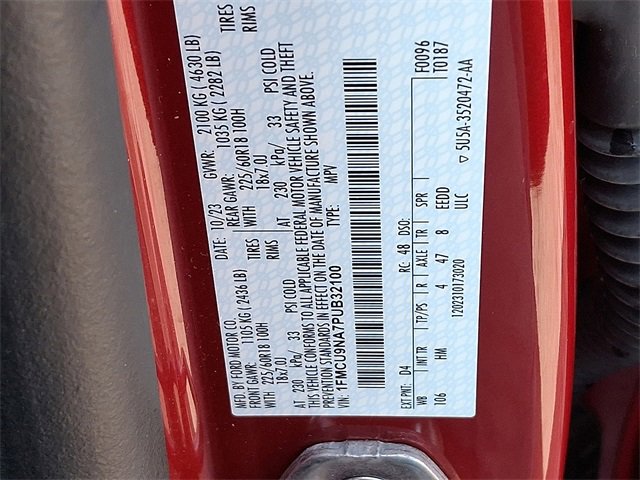 MFD. BY FORD MOTOR CO. DATE: 10/23 GVWR: 2100 KG ( 4630 LB)
FRONT GAWR: 1105 KG ( 2436 LB) REAR GAWR: 1035 KG ( 2282 LB)
WITH 225/60R18 100H TIRES WITH 225/60R18 100H TIRES
18x7.0J RIMS 18x7.0J RIMS
AT 230 kPa/ 33 PSI COLD AT 230 kPa/ 33 PSI COLD
THIS VEHICLE CONFORMS TO ALL APPLICABLE FEDERAL MOTOR VEHICLE SAFETY AND THEFT
PREVENTION STANDARDS IN EFFECT ON THE DATE OF MANUFACTURE SHOWN ABOVE.
VIN: 1FMCU9NA7PUB32100 TYPE: MPV
EXT PNT: D4 RC: 48 DSO: F0096
WB INT TR TP/PS R AXLE TR SPR T0187
106 HM 4 47 8 EEDD
1202310173020 ULC ▽ 5U5A-3520472-AA